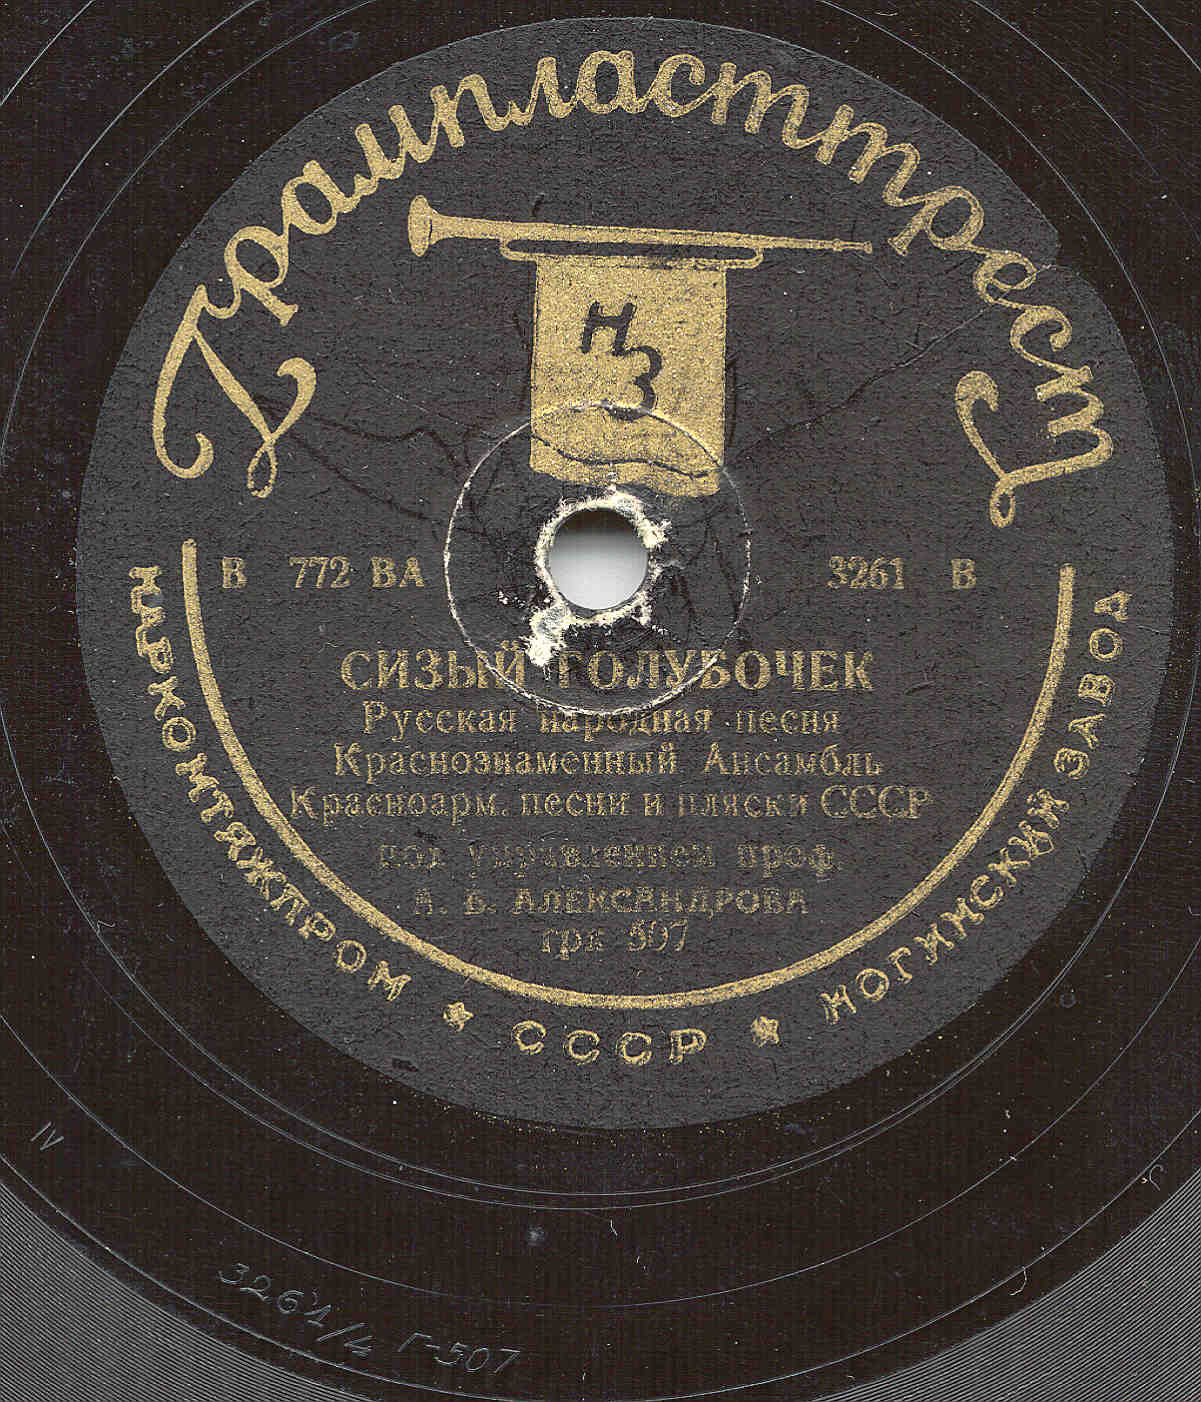 Грампласттрест
НЗ
В 772 ВА 3261 В
СИЗЫЙ ГОЛУБОЧЕК
Русская народная песня
Краснознаменный Ансамбль
Красноарм. песни и пляски СССР
под управлением проф.
А. В. АЛЕКСАНДРОВА
грк 507
НАРКОМТЯЖПРОМ ★ СССР ★ НОГИНСКИЙ ЗАВОД
IV
3261/4 Г-507